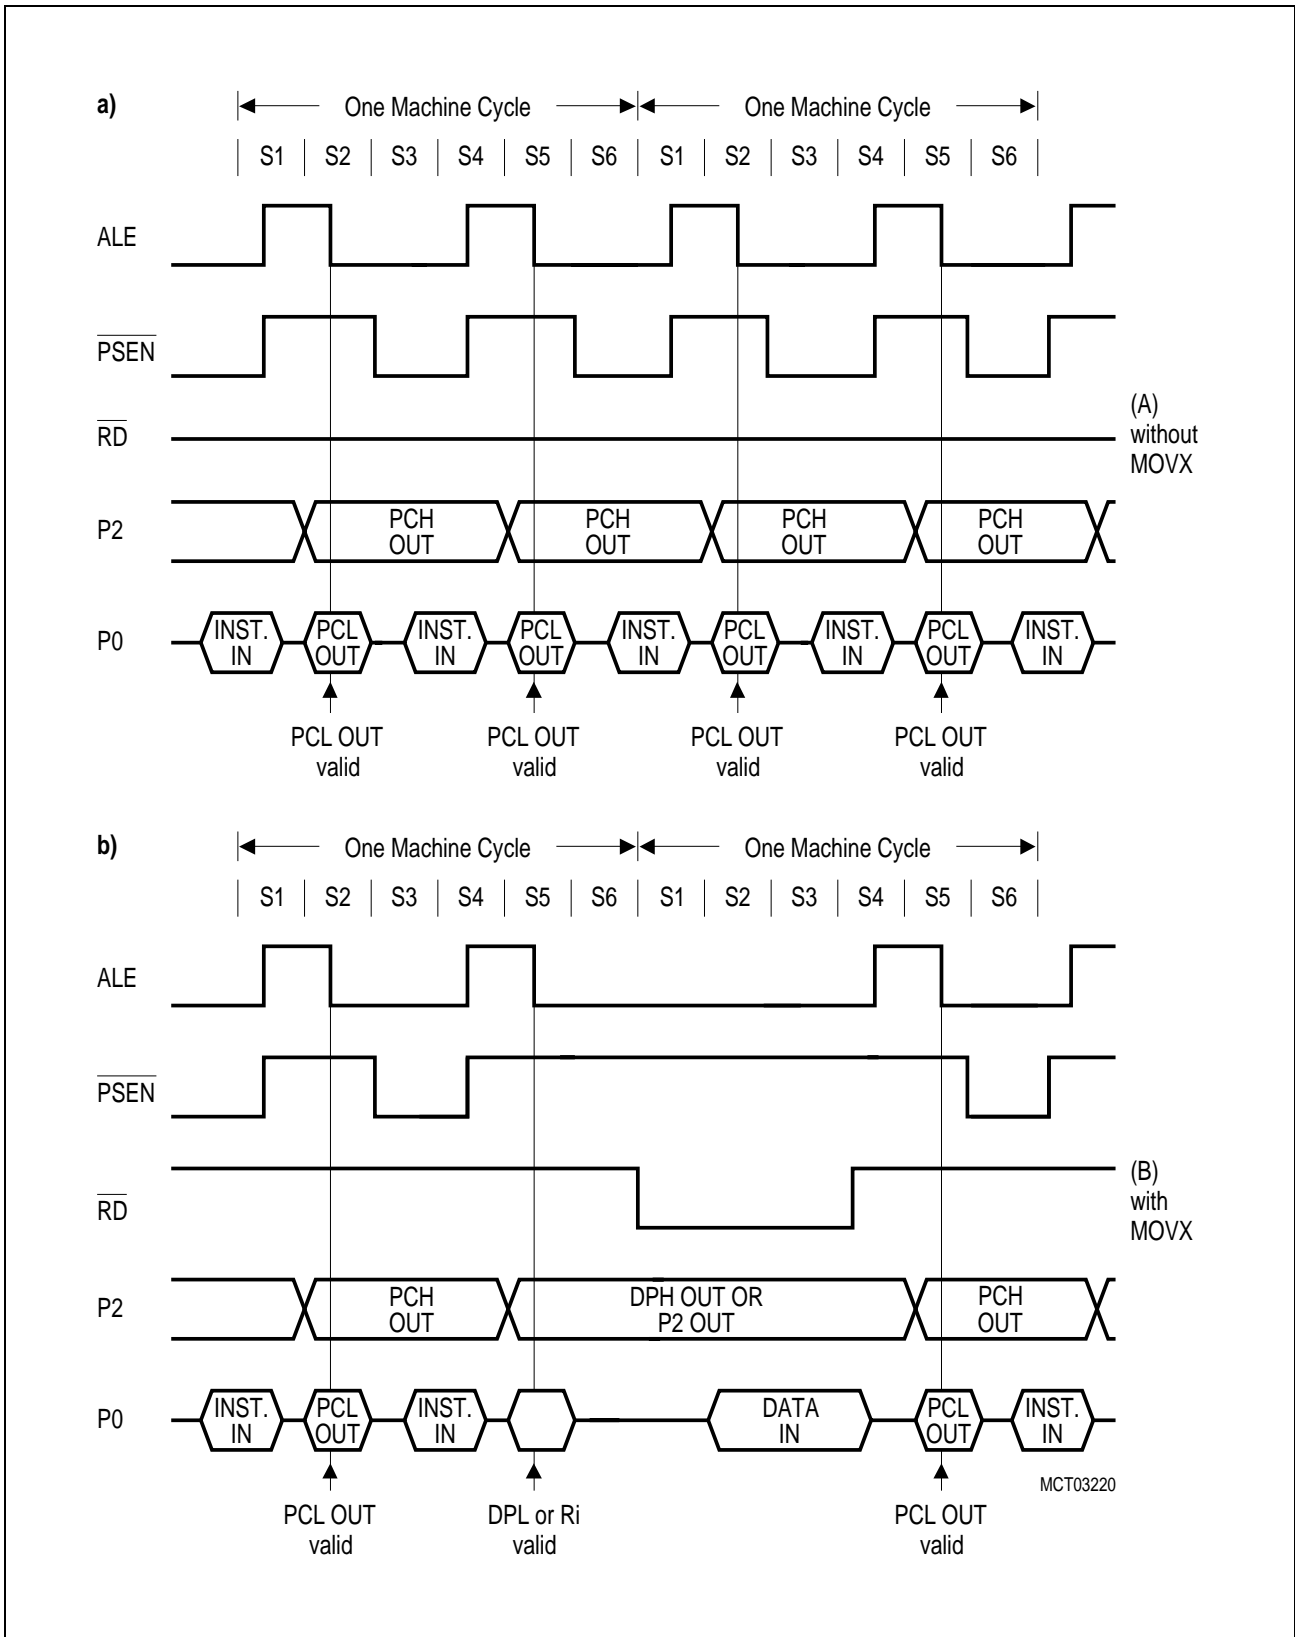 a)
One Machine Cycle One Machine Cycle
S1 S2 S3 S4 S5 S6 S1 S2 S3 S4 S5 S6
ALE
PSEN
RD
(A)
without
MOVX
P2
PCH PCH PCH PCH
OUT OUT OUT OUT
P0
INST. PCL INST. PCL INST. PCL INST. PCL INST.
IN OUT IN OUT IN OUT IN OUT IN
PCL OUT PCL OUT PCL OUT PCL OUT
valid valid valid valid
b)
One Machine Cycle One Machine Cycle
S1 S2 S3 S4 S5 S6 S1 S2 S3 S4 S5 S6
ALE
PSEN
RD
(B)
with
MOVX
P2
PCH DPH OUT OR PCH
OUT P2 OUT OUT
P0
INST. PCL INST. DATA PCL INST.
IN OUT IN IN OUT IN
MCT03220
PCL OUT DPL or Ri PCL OUT
valid valid valid